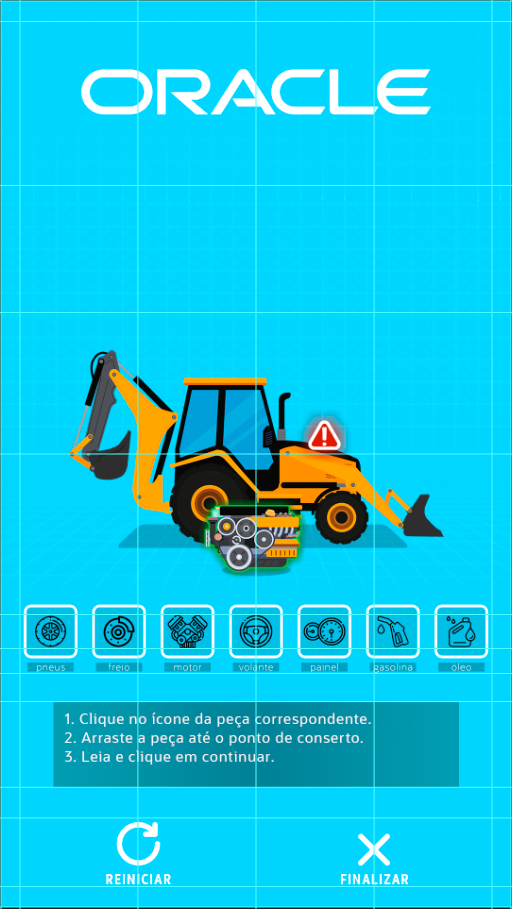 ORACLE
pneus freio motor volante painel gasolina óleo
1. Clique no ícone da peça correspondente.
2. Arraste a peça até o ponto de conserto.
3. Leia e clique em continuar.
REINICIAR FINALIZAR